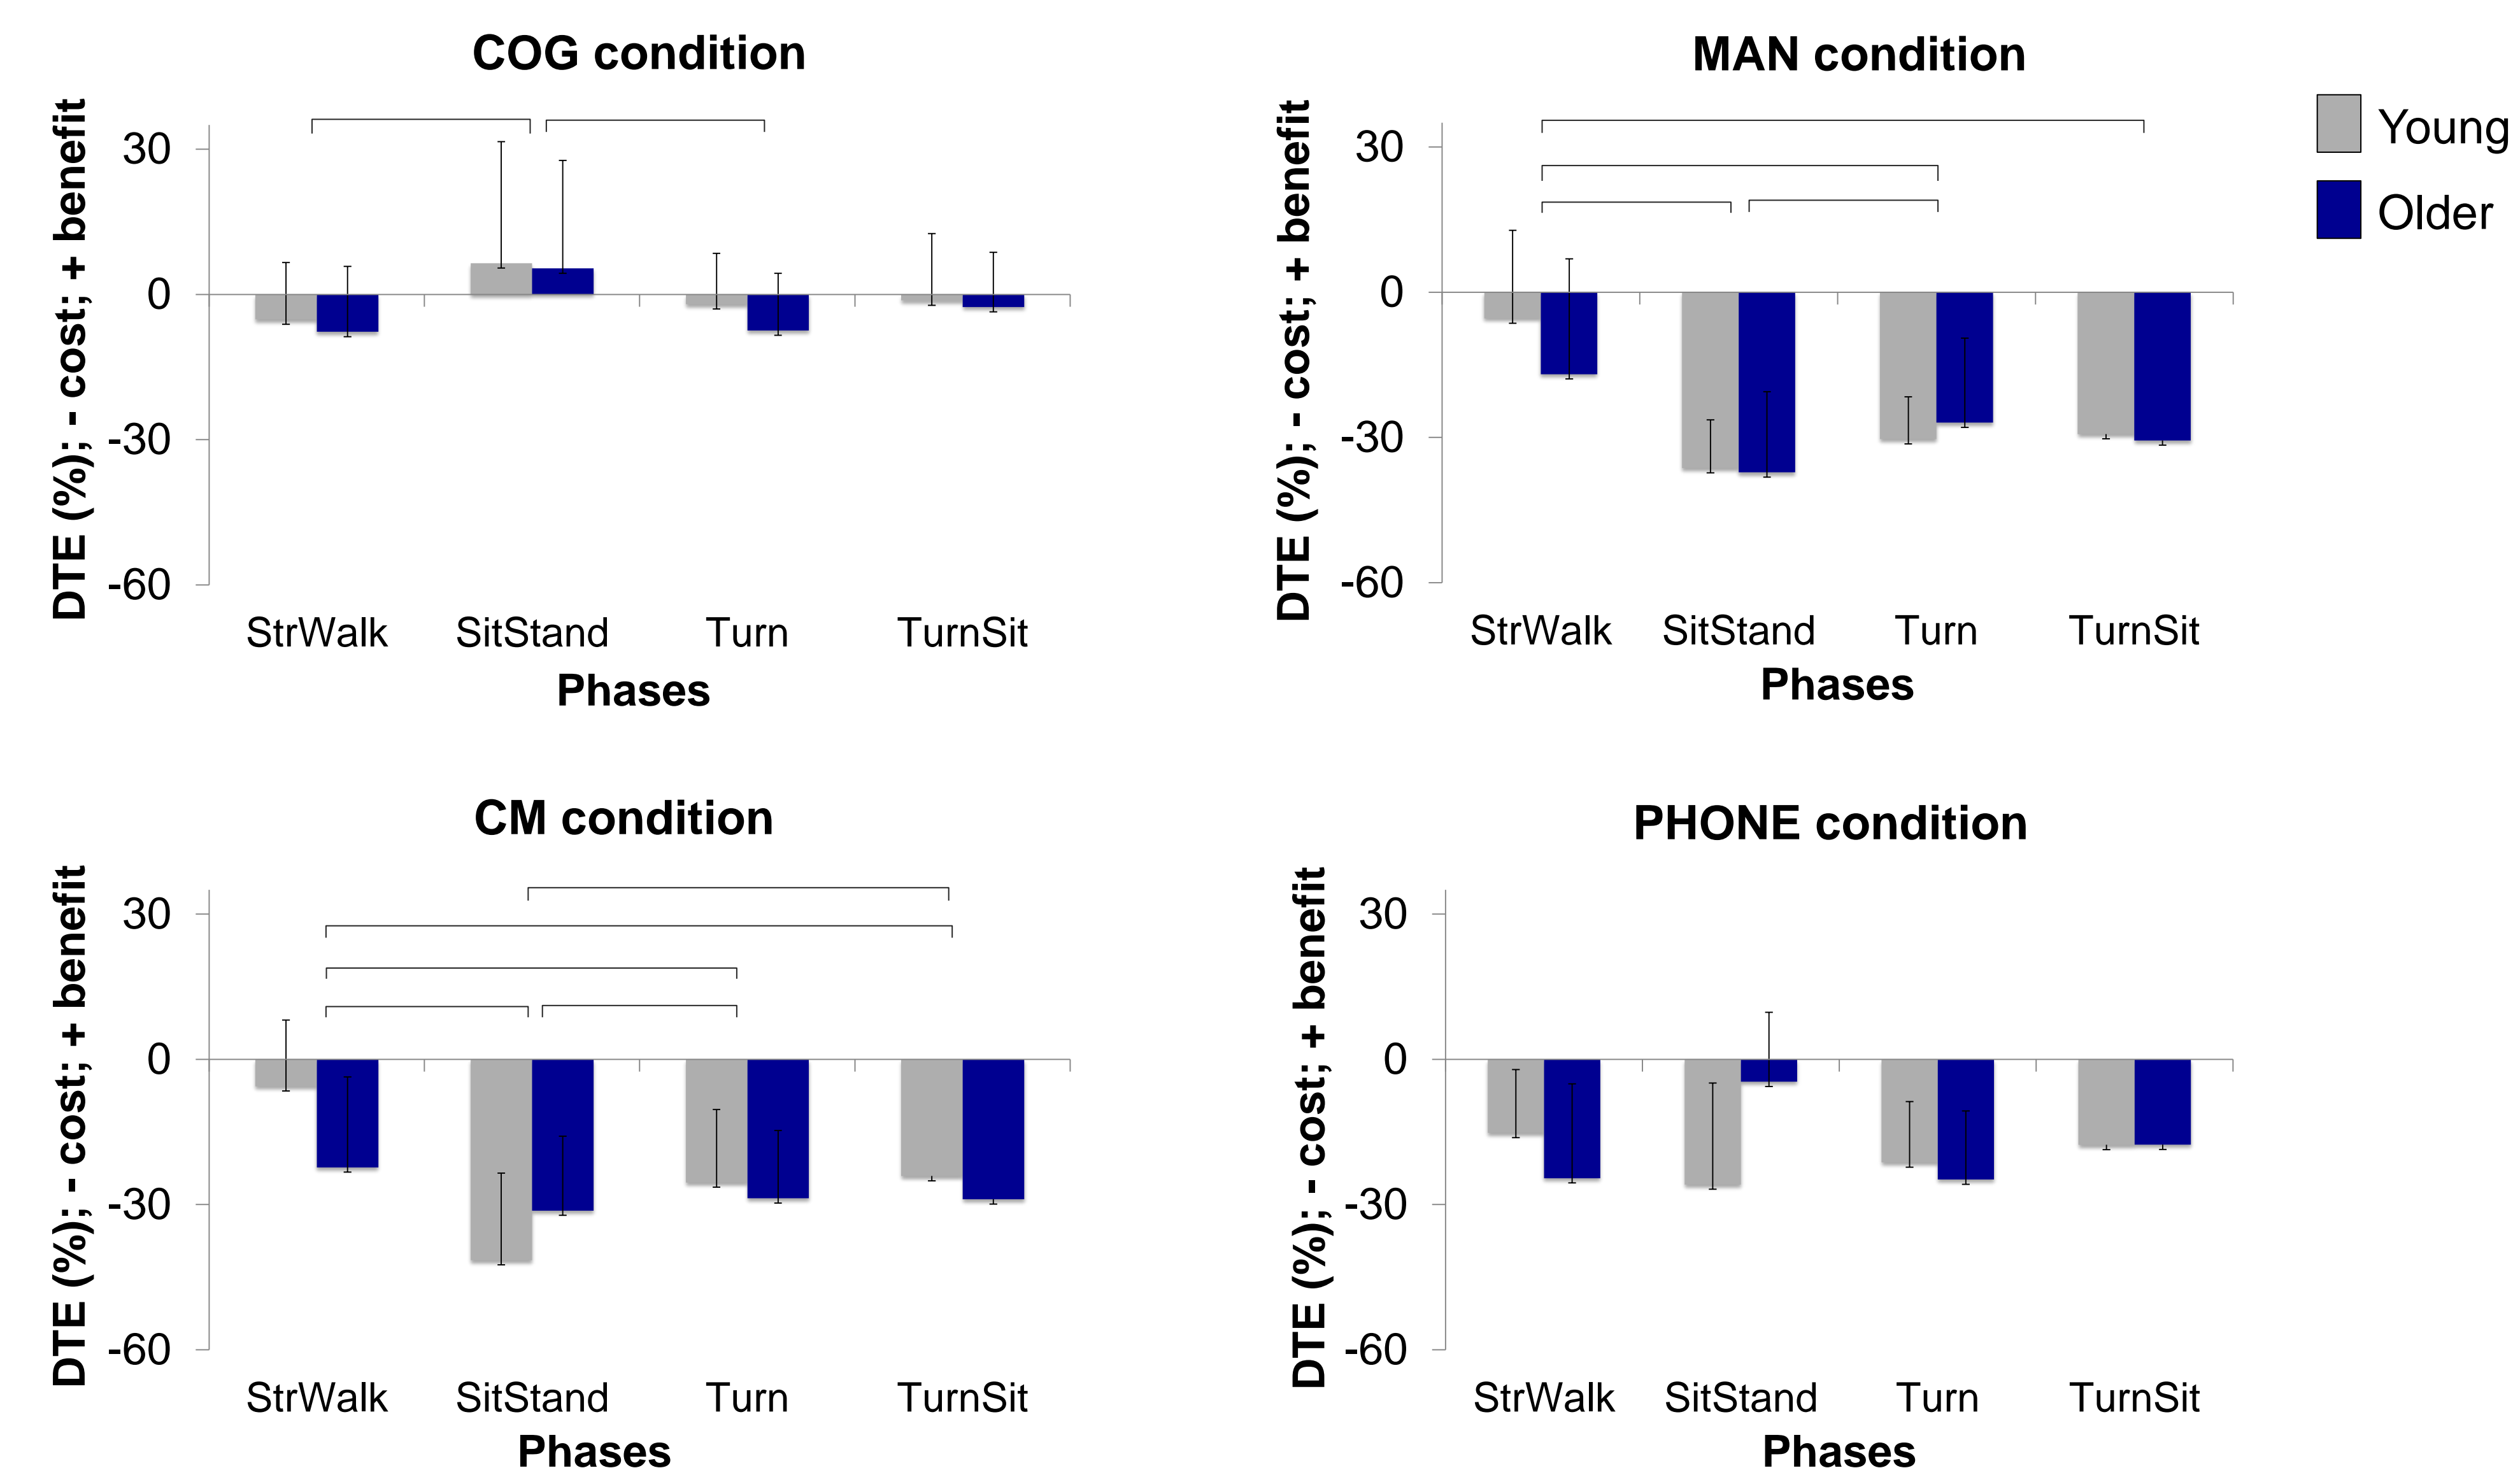 COG condition
DTE (%); - cost; + benefit
30
0
-30
-60
StrWalk SitStand Turn TurnSit
Phases
MAN condition
DTE (%); - cost; + benefit
30
0
-30
-60
StrWalk SitStand Turn TurnSit
Phases
Young
Older
CM condition
DTE (%); - cost; + benefit
30
0
-30
-60
StrWalk SitStand Turn TurnSit
Phases
PHONE condition
DTE (%); - cost; + benefit
30
0
-30
-60
StrWalk SitStand Turn TurnSit
Phases